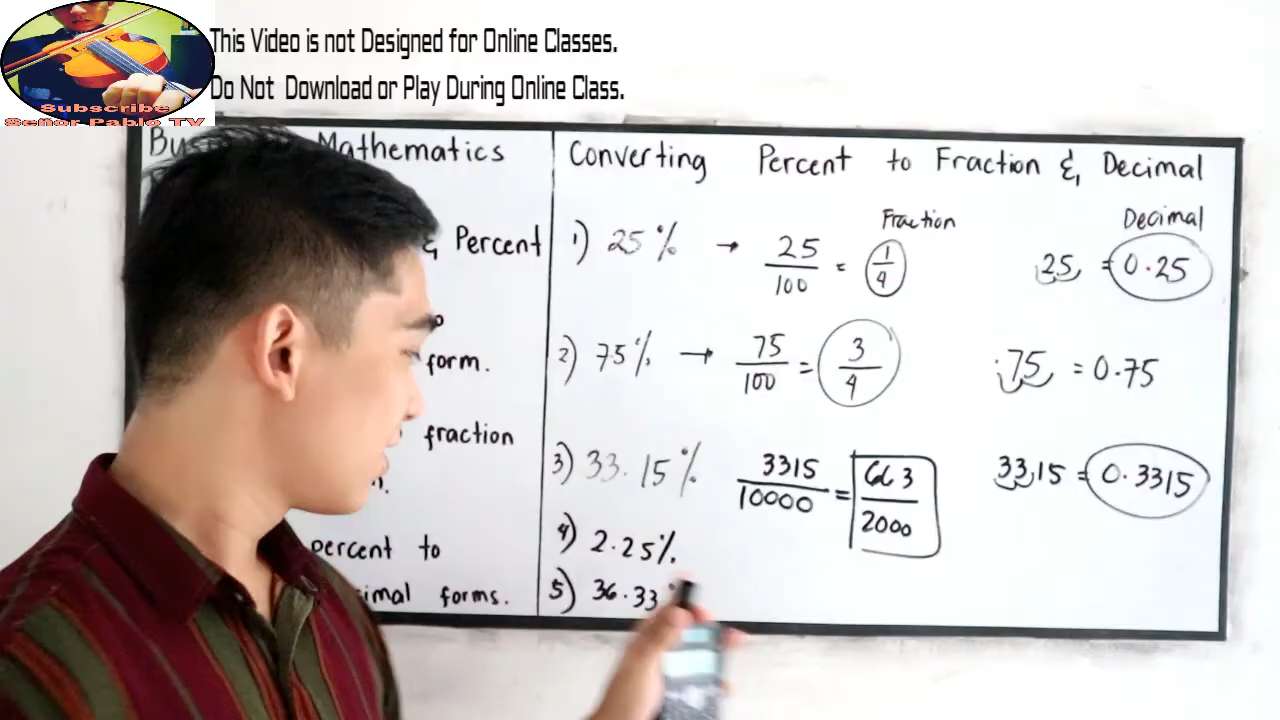 This Video is not Designed for Online Classes.
Do Not Download or Play During Online Class.
Subscribe
Señor Pablo TV
Mathematics
& Percent
form.
fraction
percent to
forms.
Converting Percent to Fraction & Decimal
Fraction Decimal
1) 25% → 25/100 = 1/4 25 = 0.25
2) 75% → 75/100 = 3/4 .75 = 0.75
3) 33.15% 3315/10000 = 663/2000 33.15 = 0.3315
4) 2.25%
5) 36.33